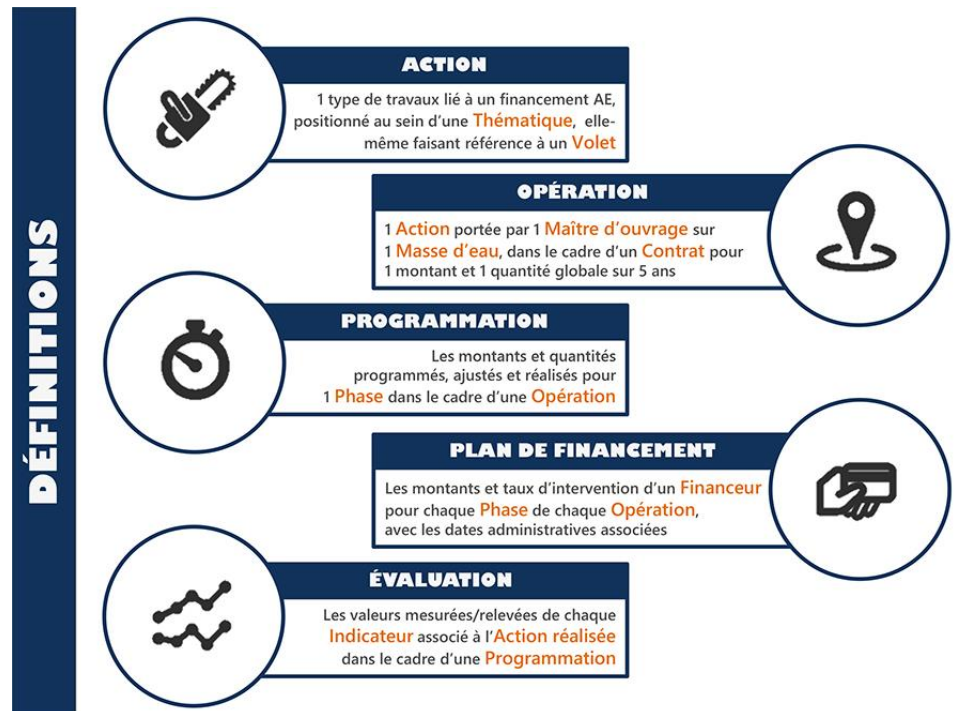 DÉFINITIONS
ACTION
1 type de travaux lié à un financement AE,
positionné au sein d'une Thématique, elle-
même faisant référence à un Volet
OPÉRATION
1 Action portée par 1 Maître d'ouvrage sur
1 Masse d'eau, dans le cadre d'un Contrat pour
1 montant et 1 quantité globale sur 5 ans
PROGRAMMATION
Les montants et quantités
programmés, ajustés et réalisés pour
1 Phase dans le cadre d'une Opération
PLAN DE FINANCEMENT
Les montants et taux d'intervention d'un Financeur
pour chaque Phase de chaque Opération,
avec les dates administratives associées
ÉVALUATION
Les valeurs mesurées/relevées de chaque
Indicateur associé à l'Action réalisée
dans le cadre d'une Programmation